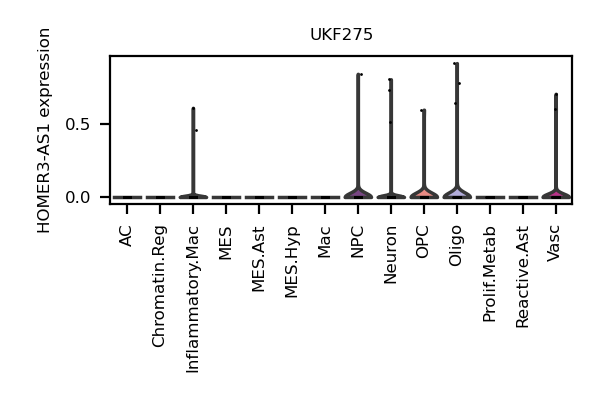 UKF275
HOMER3-AS1 expression
0.5
0.0
AC
Chromatin.Reg
Inflammatory.Mac
MES
MES.Ast
MES.Hyp
Mac
NPC
Neuron
OPC
Oligo
Prolif.Metab
Reactive.Ast
Vasc